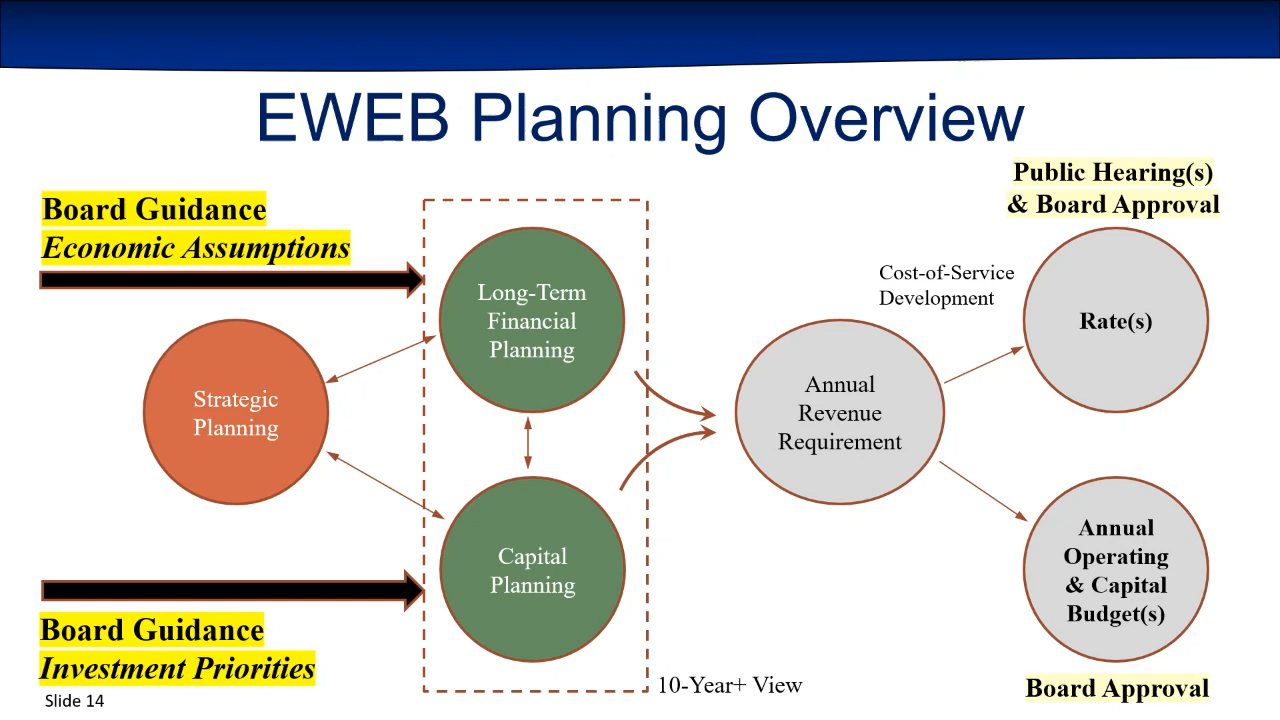 EWEB Planning Overview
Public Hearing(s)
& Board Approval
Board Guidance
Economic Assumptions
Long-Term
Financial
Planning
Cost-of-Service
Development
Rate(s)
Strategic
Planning
Annual
Revenue
Requirement
Capital
Planning
Annual
Operating
& Capital
Budget(s)
Board Guidance
Investment Priorities
10-Year+ View
Board Approval
Slide 14